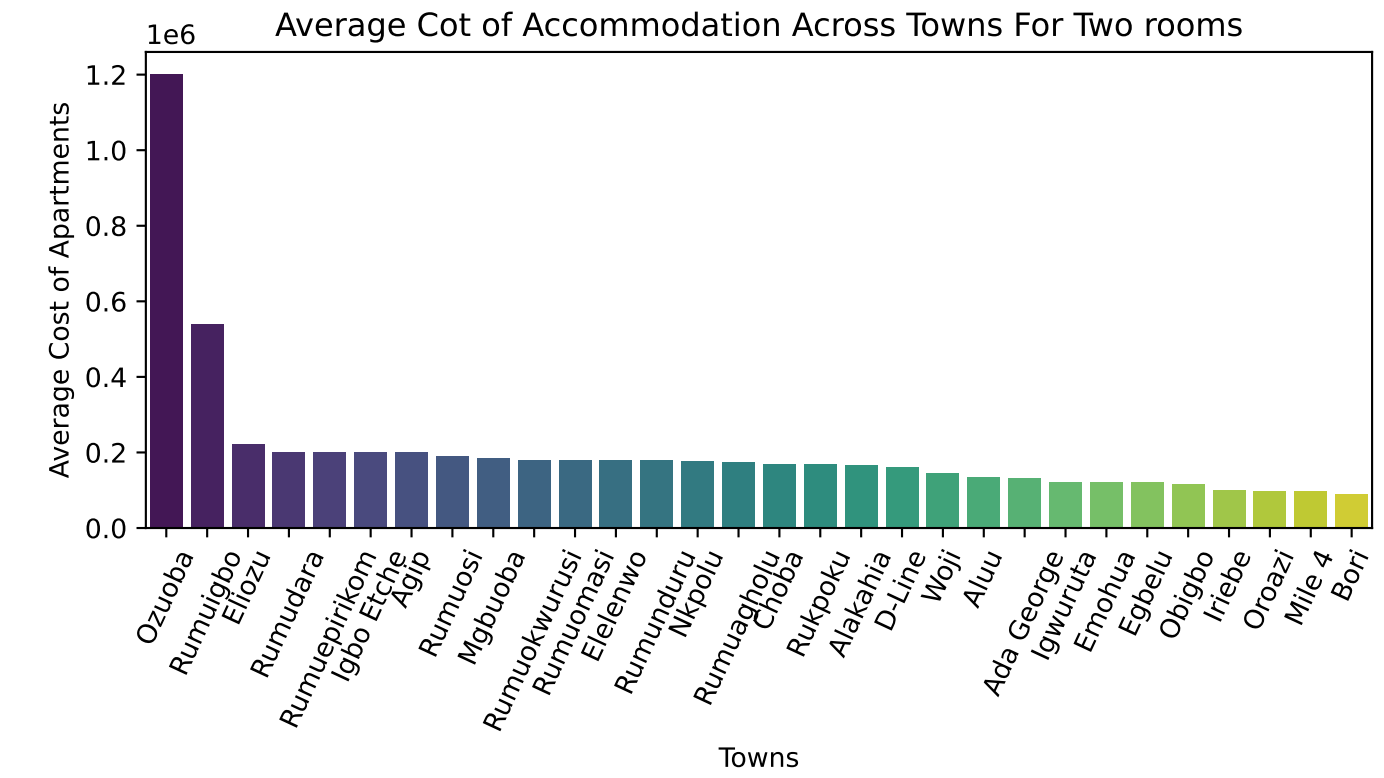 Average Cot of Accommodation Across Towns For Two rooms
1e6
1.2
1.0
0.8
0.6
0.4
0.2
0.0
Average Cost of Apartments
Ozuoba
Rumuigbo
Eliozu
Rumudara
Rumuepirikom
Igbo Etche
Agip
Rumuosi
Mgbuoba
Rumuokwurusi
Rumuomasi
Elelenwo
Rumunduru
Nkpolu
Rumuagholu
Choba
Rukpoku
Alakahia
D-Line
Woji
Aluu
Ada George
Igwuruta
Emohua
Egbelu
Obigbo
Iriebe
Oroazi
Mile 4
Bori
Towns